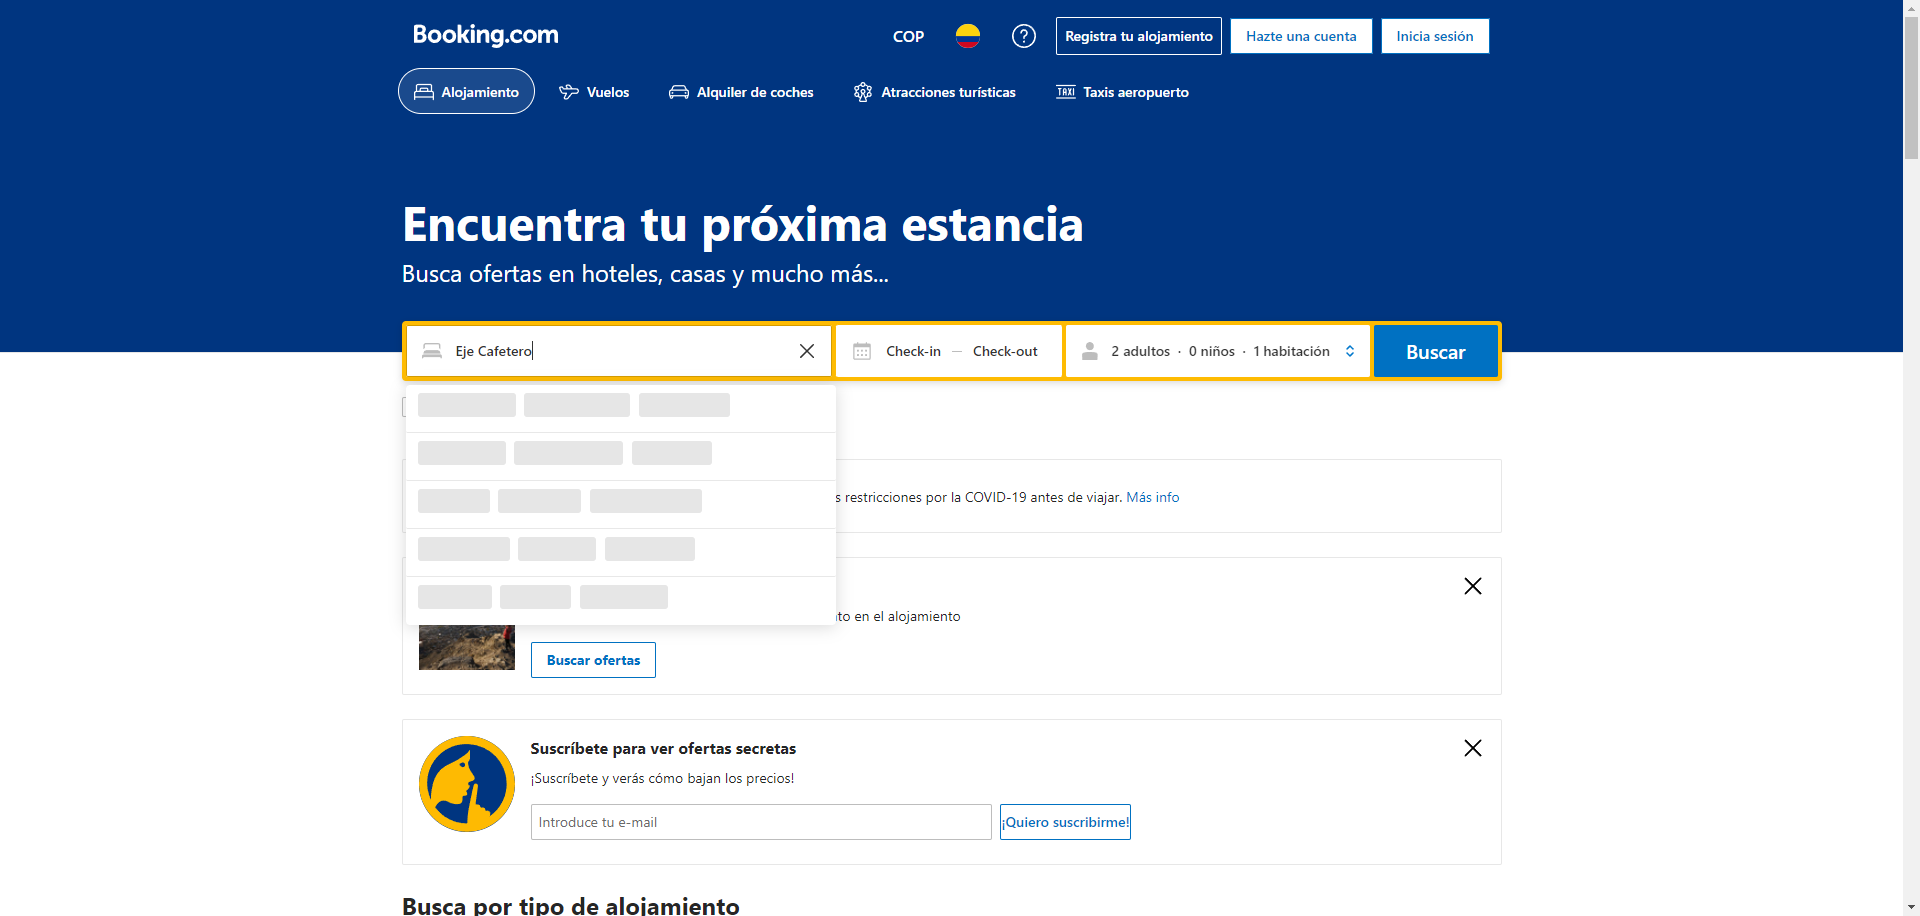 Booking.com
COP
Registra tu alojamiento
Hazte una cuenta
Inicia sesión
Alojamiento
Vuelos
Alquiler de coches
Atracciones turísticas
TAXI
Taxis aeropuerto
Encuentra tu próxima estancia
Busca ofertas en hoteles, casas y mucho más...
Eje Cafetero
Check-in — Check-out
2 adultos · 0 niños · 1 habitación
Buscar
restricciones por la COVID-19 antes de viajar. Más info
en el alojamiento
Buscar ofertas
Suscríbete para ver ofertas secretas
¡Suscríbete y verás cómo bajan los precios!
Introduce tu e-mail
¡Quiero suscribirme!
Busca por tipo de alojamiento